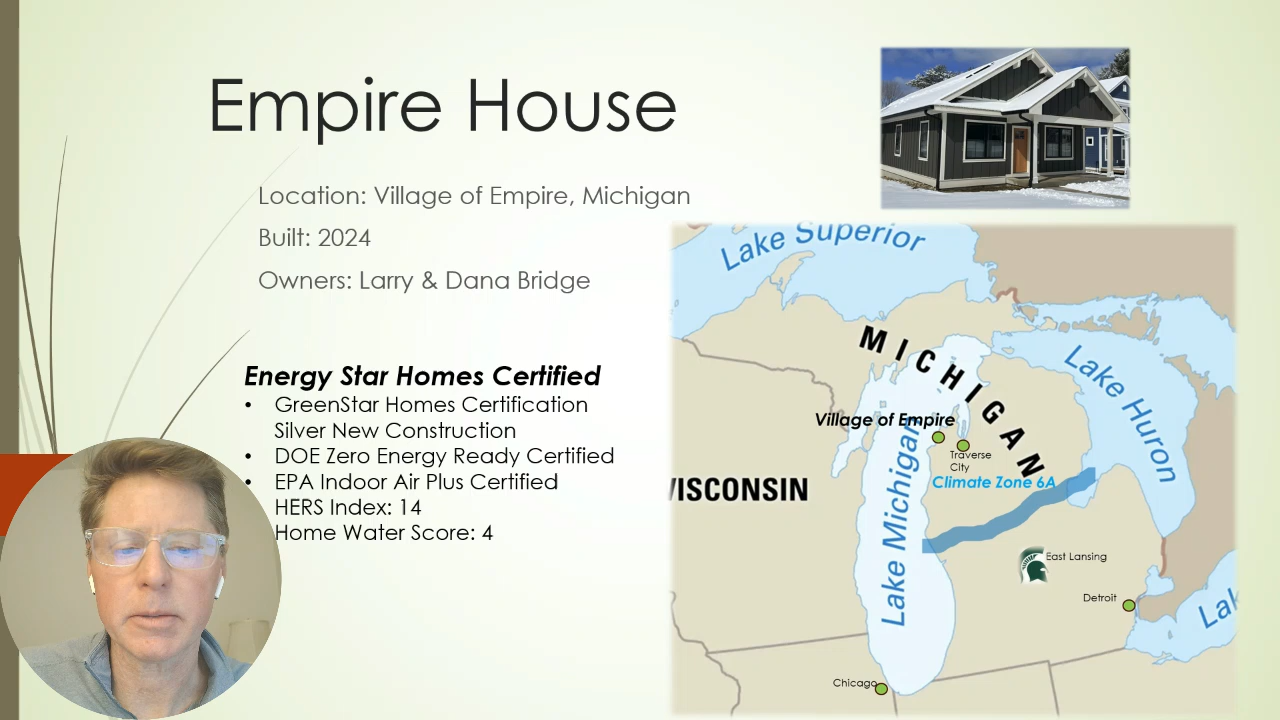 Empire House
Location: Village of Empire, Michigan
Built: 2024
Owners: Larry & Dana Bridge
Energy Star Homes Certified
• GreenStar Homes Certification
Silver New Construction
• DOE Zero Energy Ready Certified
• EPA Indoor Air Plus Certified
HERS Index: 14
Home Water Score: 4
Lake Superior
MICHIGAN
Lake Huron
Village of Empire
Traverse
City
Climate Zone 6A
VISCONSIN
Lake Michigan
East Lansing
Detroit
Lak
Chicago